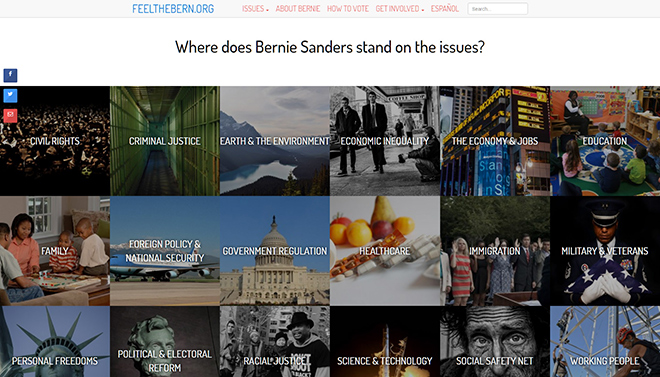 FEELTHEBERN.ORG
ISSUES ABOUT BERNIE HOW TO VOTE GET INVOLVED ESPAÑOL Search...
Where does Bernie Sanders stand on the issues?
CIVIL RIGHTS
CRIMINAL JUSTICE
EARTH & THE ENVIRONMENT
ECONOMIC INEQUALITY
THE ECONOMY & JOBS
EDUCATION
FAMILY
FOREIGN POLICY &
NATIONAL SECURITY
GOVERNMENT REGULATION
HEALTHCARE
IMMIGRATION
MILITARY & VETERANS
PERSONAL FREEDOMS
POLITICAL & ELECTORAL
REFORM
RACIAL JUSTICE
SCIENCE & TECHNOLOGY
SOCIAL SAFETY NET
WORKING PEOPLE